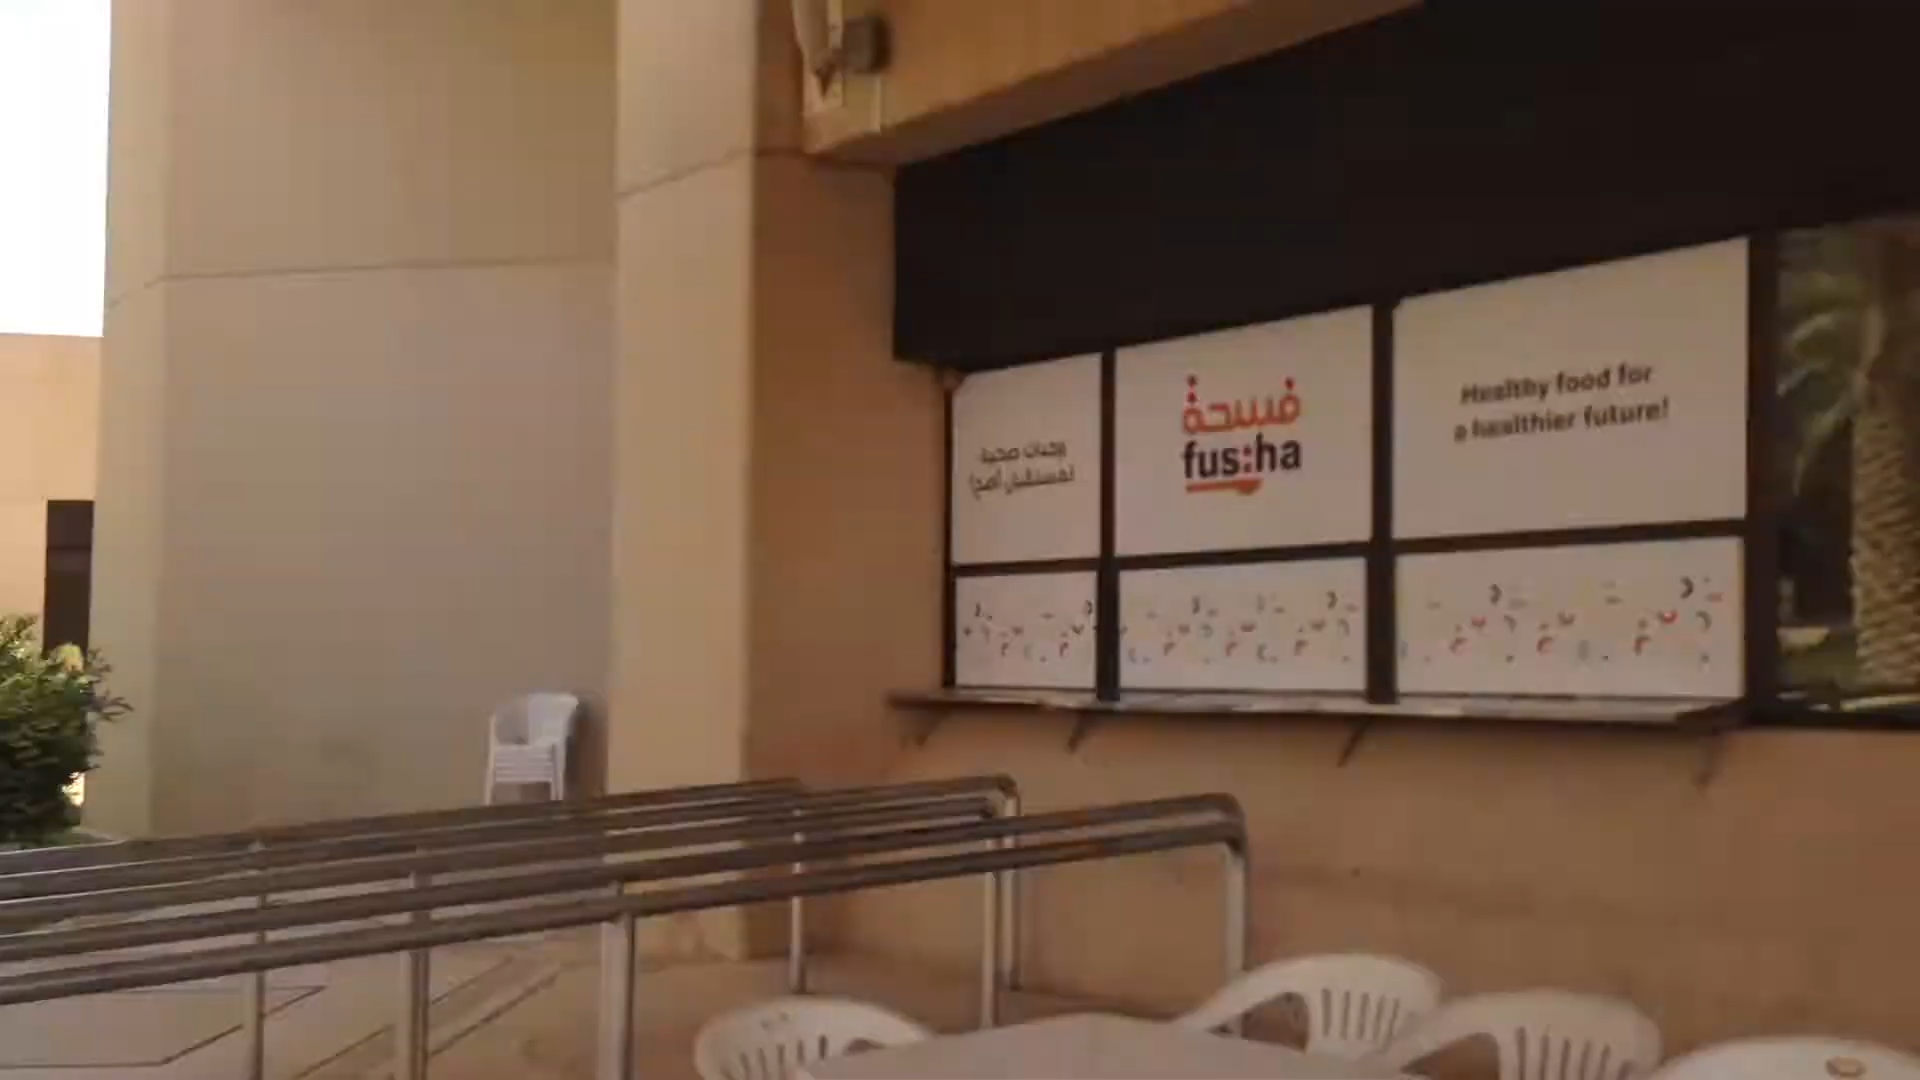 وجبات صحية
لمستقبل أصح!
فسحة
fus:ha
Healthy food for
a healthier future!